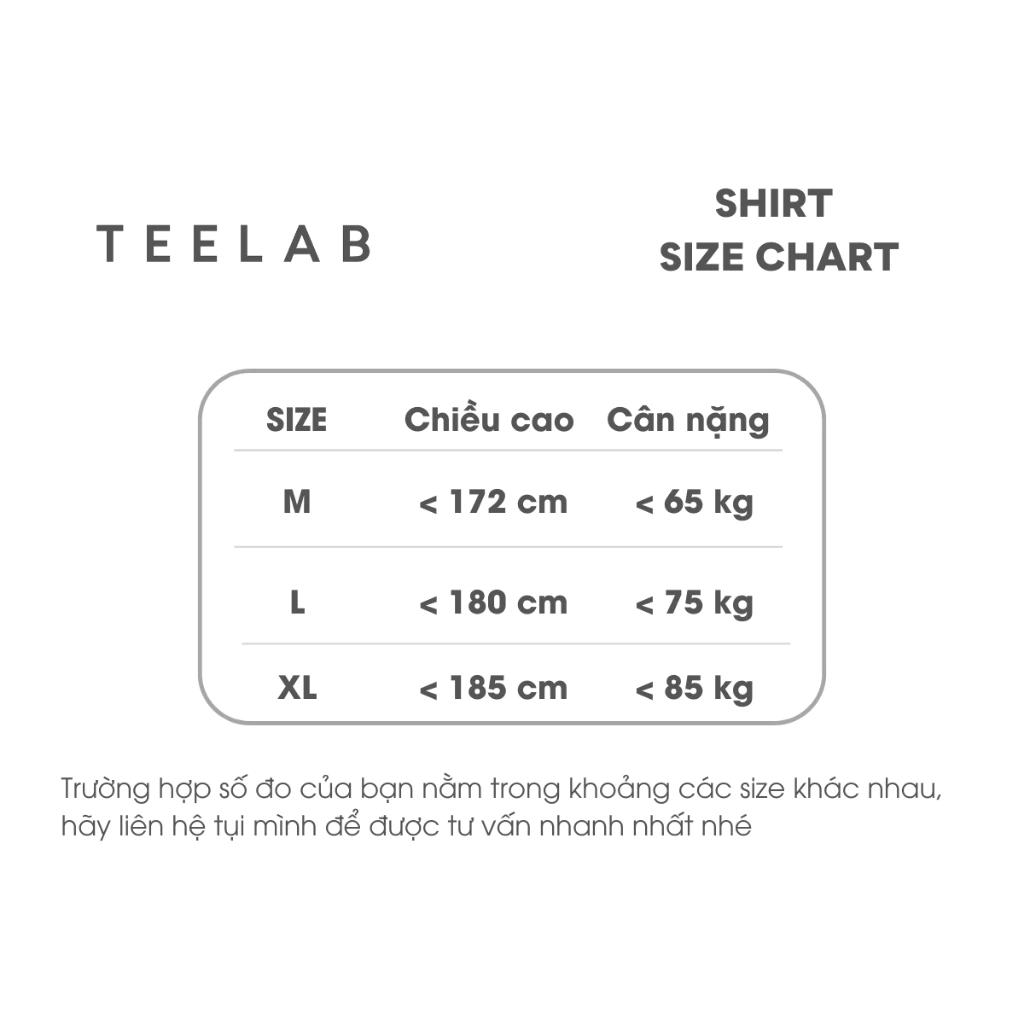 TEELAB
SHIRT
SIZE CHART
SIZE Chiều cao Cân nặng
M < 172 cm < 65 kg
L < 180 cm < 75 kg
XL < 185 cm < 85 kg
Trường hợp số đo của bạn nằm trong khoảng các size khác nhau,
hãy liên hệ tụi mình để được tư vấn nhanh nhất nhé